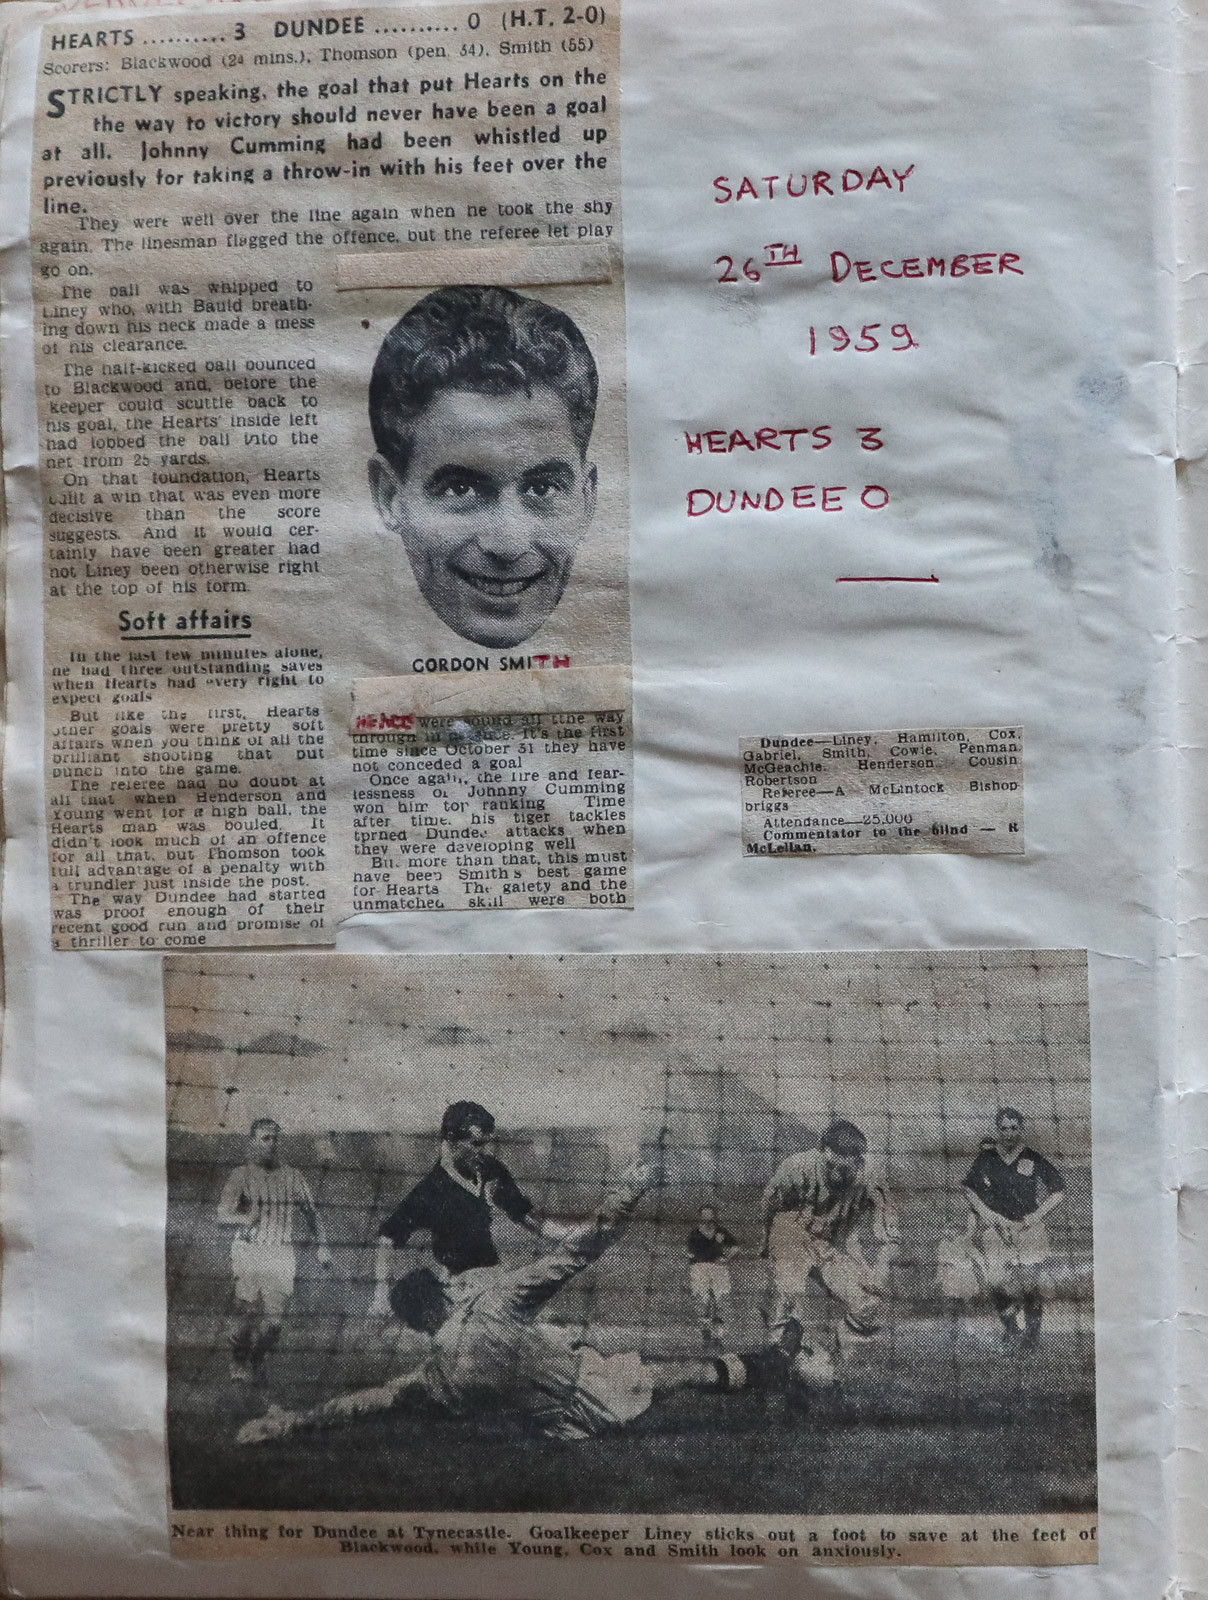 HEARTS .......... 3 DUNDEE .......... 0 (H.T. 2-0)
Scorers: Blackwood (24 mins.), Thomson (pen. 34), Smith (55)
STRICTLY speaking, the goal that put Hearts on the
the way to victory should never have been a goal
at all. Johnny Cumming had been whistled up
previously for taking a throw-in with his feet over the
line.
They were well over the line again when he took the shy
again. The linesman flagged the offence, but the referee let play
go on.
The ball was whipped to
Liney who, with Bauld breath-
ing down his neck made a mess
of his clearance.
The half-kicked ball bounced
to Blackwood and, before the
keeper could scuttle back to
his goal, the Hearts' inside left
had lobbed the ball into the
net from 25 yards.
On that foundation, Hearts
built a win that was even more
decisive than the score
suggests. And it would cer-
tainly have been greater had
not Liney been otherwise right
at the top of his form.
Soft affairs
In the last few minutes alone,
he had three outstanding saves
when Hearts had every right to
expect goals
But like the first, Hearts
other goals were pretty soft
affairs when you think of all the
brilliant shooting that put
punch into the game.
The referee had no doubt at
all that when Henderson and
Young went for a high ball, the
Hearts man was bouled. It
didn't look much of an offence
for all that, but Thomson took
full advantage of a penalty with
a trundler just inside the post.
The way Dundee had started
was proof enough of their
recent good run and promise of
a thriller to come
GORDON SMITH
HEARTS were sound all tthe way
through in It's the first
time since October 31 they have
not conceded a goal
Once again, the fire and fear-
lessness of Johnny Cumming
won him top ranking Time
after time, his tiger tackles
tprned Dundee attacks when
they were developing well
But more than that, this must
have been Smith's best game
for Hearts The gaiety and the
unmatched skill were both
SATURDAY
26TH DECEMBER
1959
HEARTS 3
DUNDEE 0
Dundee—Liney, Hamilton, Cox,
Gabriel, Smith, Cowie, Penman,
McGeachie, Henderson, Cousin
Robertson
Referee—A McLintock Bishop
briggs
Attendance—25,000
Commentator to the blind — R
McLellan.
Near thing for Dundee at Tynecastle. Goalkeeper Liney sticks out a foot to save at the feet of
Blackwood, while Young, Cox and Smith look on anxiously.